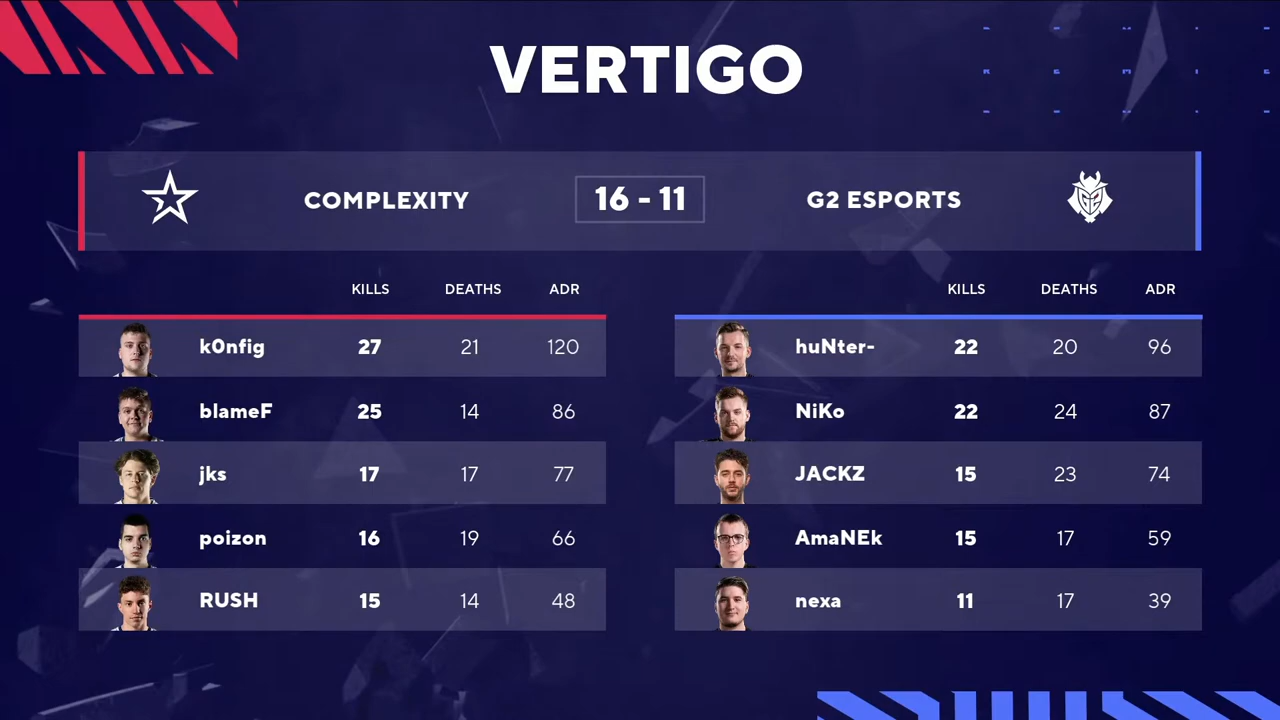 VERTIGO
COMPLEXITY 16 - 11 G2 ESPORTS
KILLS DEATHS ADR
k0nfig 27 21 120
blameF 25 14 86
jks 17 17 77
poizon 16 19 66
RUSH 15 14 48
KILLS DEATHS ADR
huNter- 22 20 96
NiKo 22 24 87
JACKZ 15 23 74
AmaNEk 15 17 59
nexa 11 17 39